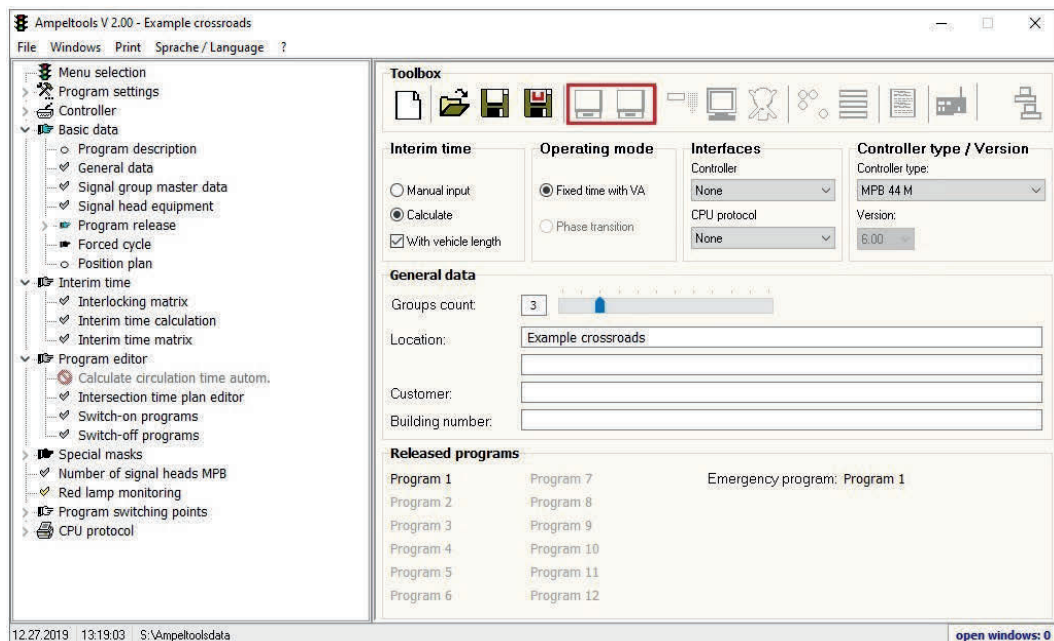 Ampeltools V 2.00 - Example crossroads
File Windows Print Sprache / Language ?
Menu selection
Program settings
Controller
Basic data
Program description
General data
Signal group master data
Signal head equipment
Program release
Forced cycle
Position plan
Interim time
Interlocking matrix
Interim time calculation
Interim time matrix
Program editor
Calculate circulation time autom.
Intersection time plan editor
Switch-on programs
Switch-off programs
Special masks
Number of signal heads MPB
Red lamp monitoring
Program switching points
CPU protocol
Toolbox
Interim time
Manual input
Calculate
With vehicle length
Operating mode
Fixed time with VA
Phase transition
Interfaces
Controller
None
CPU protocol
None
Controller type / Version
Controller type:
MPB 44 M
Version:
6.00
General data
Groups count: 3
Location: Example crossroads
Customer:
Building number:
Released programs
Program 1 Program 7 Emergency program: Program 1
Program 2 Program 8
Program 3 Program 9
Program 4 Program 10
Program 5 Program 11
Program 6 Program 12
12.27.2019 13:19:03 S:\Ampeltoolsdata open windows: 0